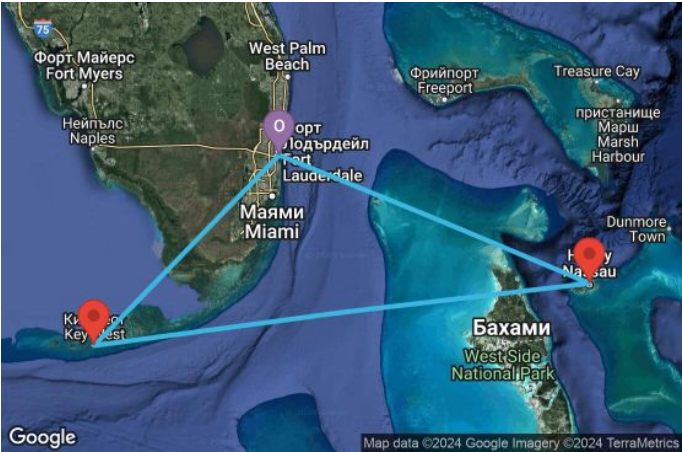 75
West Palm
Beach
Форт Майерс
Fort Myers
Фрийпорт
Freeport
Treasure Cay
пристанище
Марш
Marsh
Harbour
Нейпълс
Naples
O
Форт
Лодърдейл
Fort
Lauderdale
Маями
Miami
Dunmore
Town
Nassau
Key West
Бахами
West Side
National Park
Google
Map data ©2024 Google Imagery ©2024 TerraMetrics